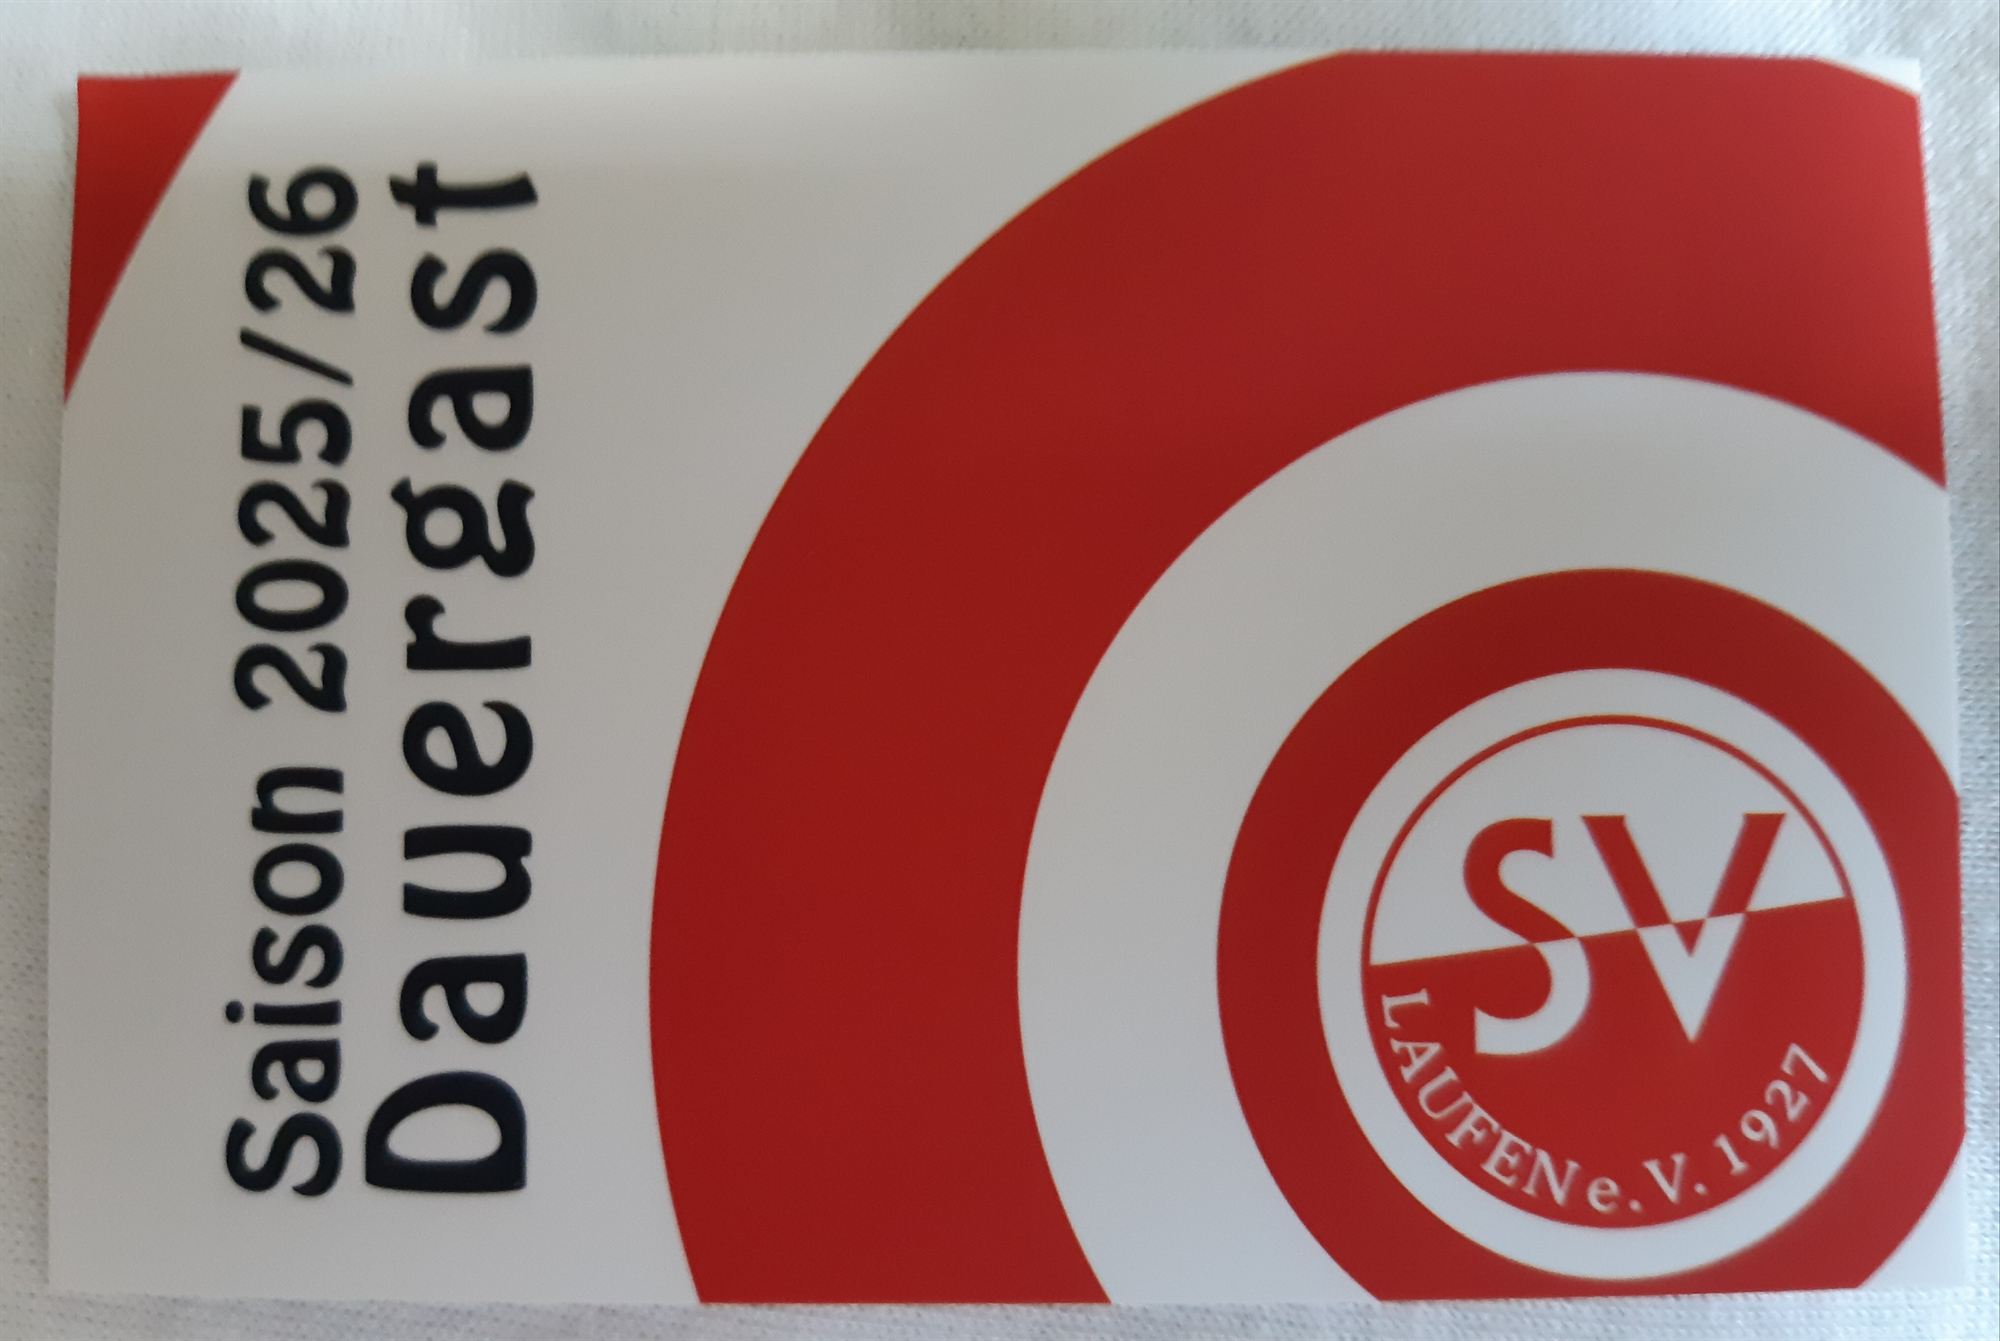 Saison 2025/26
Dauergast
SV
LAUFEN e. V. 1927